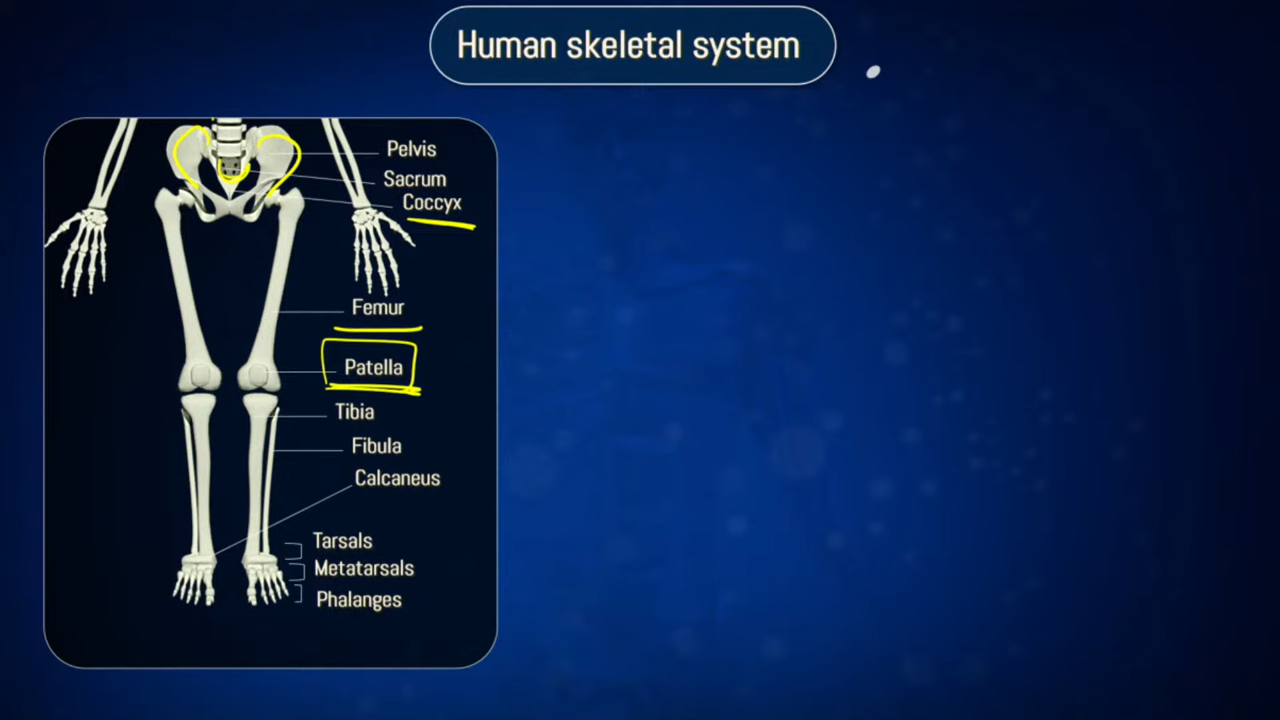 Human skeletal system
Pelvis
Sacrum
Coccyx
Femur
Patella
Tibia
Fibula
Calcaneus
Tarsals
Metatarsals
Phalanges